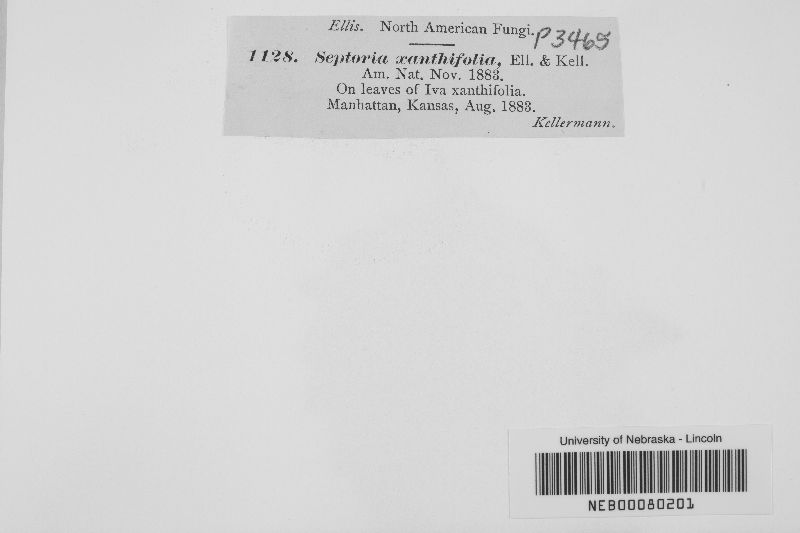 Ellis. North American Fungi. P3465
1128. Septoria xanthifolia, Ell. & Kell.
Am. Nat. Nov. 1883.
On leaves of Iva xanthifolia.
Manhattan, Kansas, Aug. 1883.
Kellermann.
University of Nebraska - Lincoln
NEB00080201